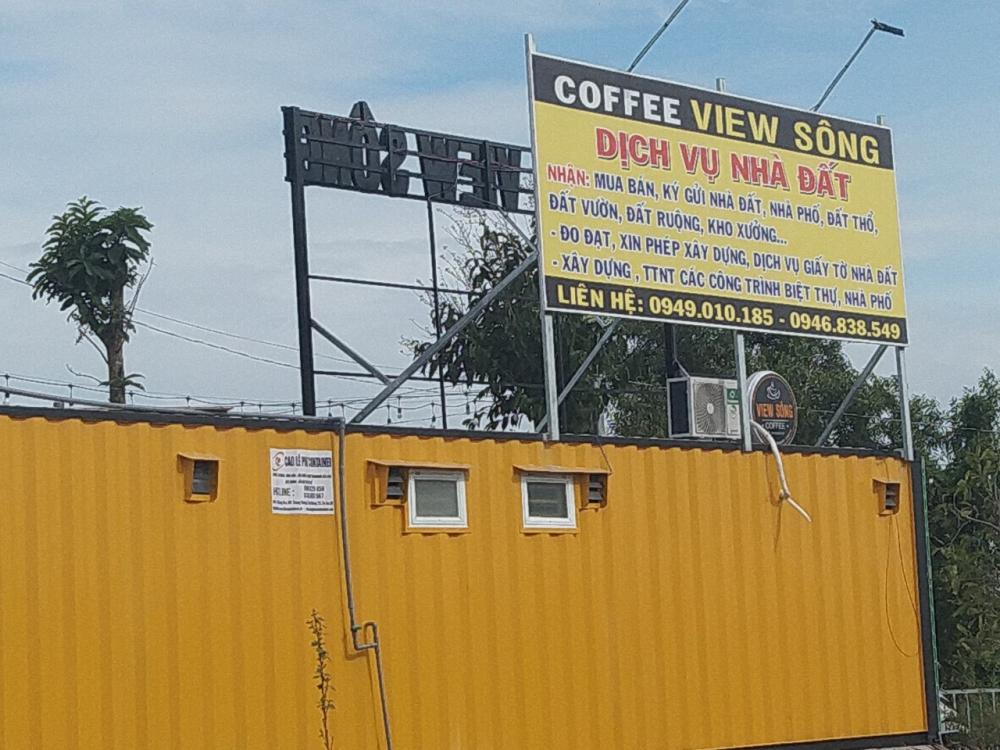 COFFEE VIEW SÔNG
DỊCH VỤ NHÀ ĐẤT
NHẬN: MUA BÁN, KÝ GỬI NHÀ ĐẤT, NHÀ PHỐ, ĐẤT THỔ,
ĐẤT VƯỜN, ĐẤT RUỘNG, KHO XƯỞNG...
- ĐO ĐẠT, XIN PHÉP XÂY DỰNG, DỊCH VỤ GIẤY TỜ NHÀ ĐẤT
- XÂY DỰNG , TTNT CÁC CÔNG TRÌNH BIỆT THỰ, NHÀ PHỐ
LIÊN HỆ: 0949.010.185 - 0946.838.549
VIEW SÔNG
VIEW SÔNG
COFFEE
HOTLINE: